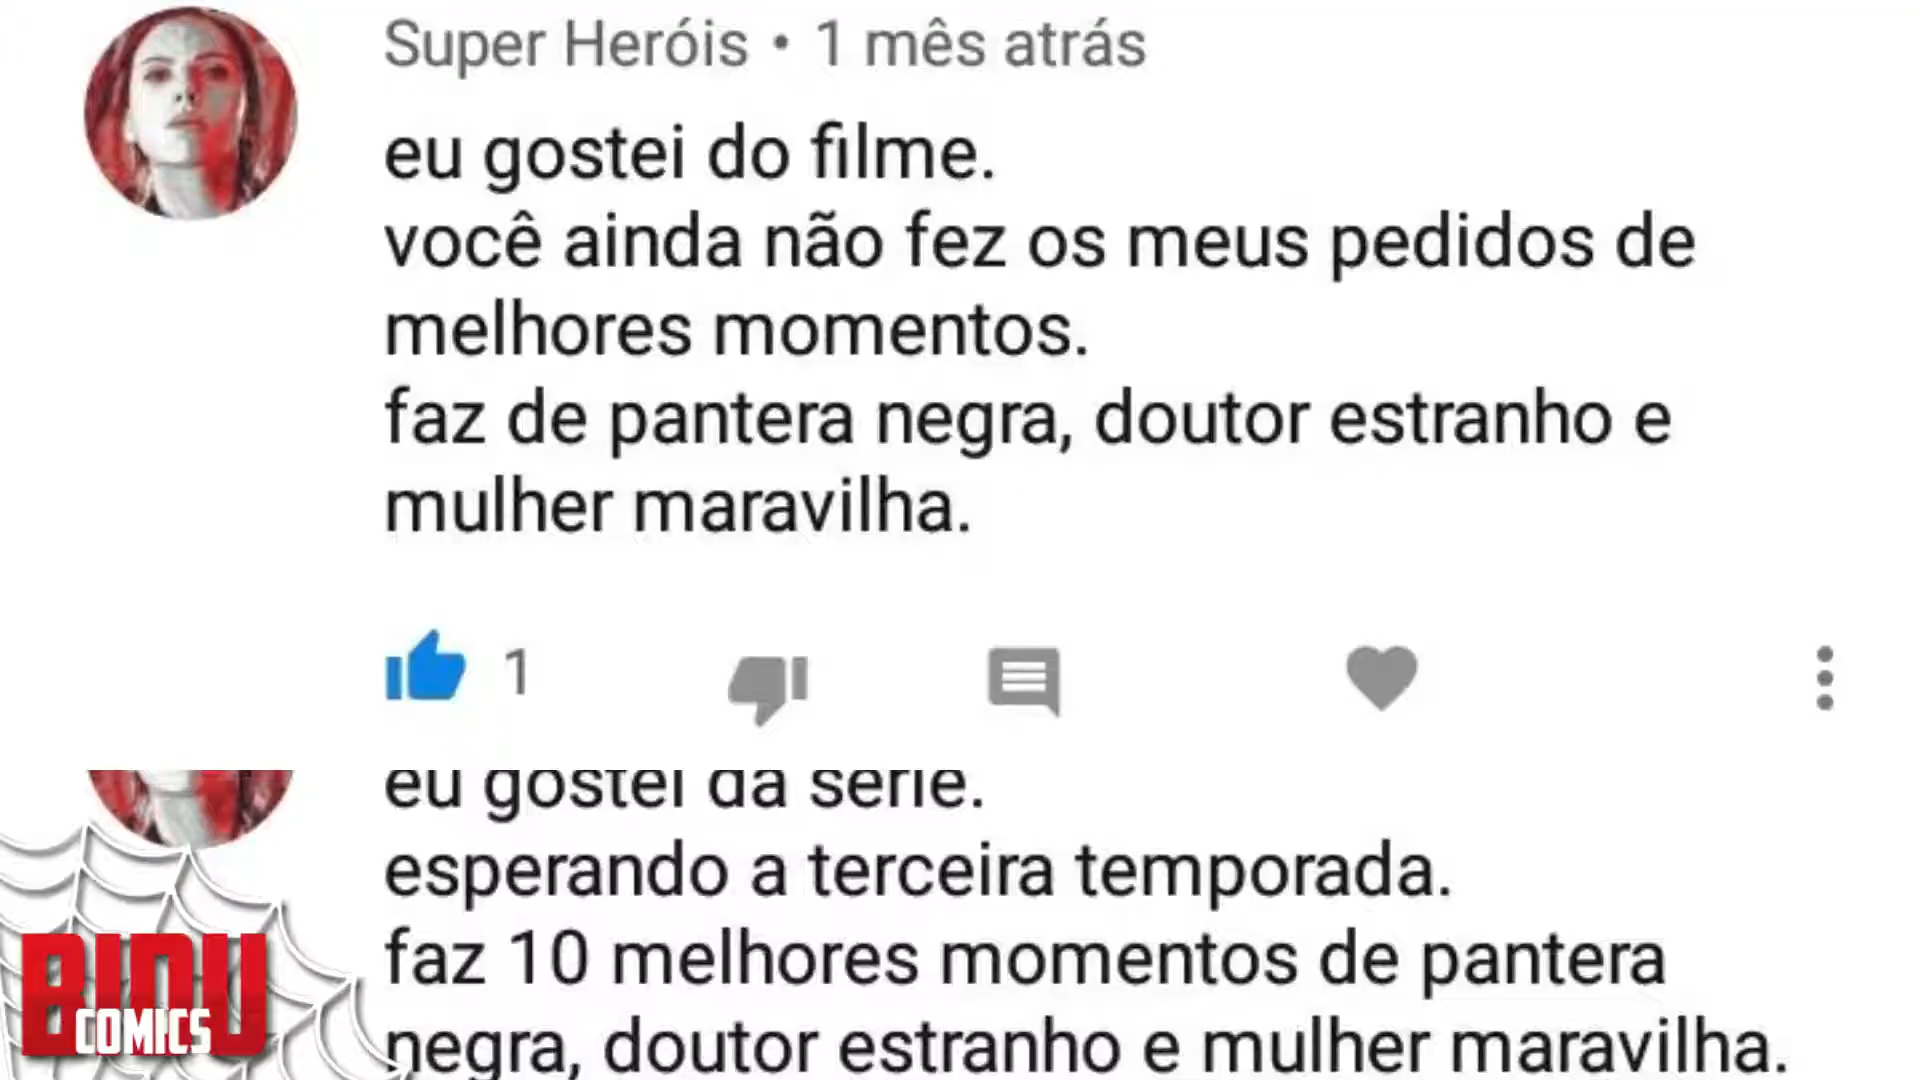 Super Heróis • 1 mês atrás
eu gostei do filme.
você ainda não fez os meus pedidos de
melhores momentos.
faz de pantera negra, doutor estranho e
mulher maravilha.
1
eu gostei da série.
esperando a terceira temporada.
faz 10 melhores momentos de pantera
negra, doutor estranho e mulher maravilha.
BINU
COMICS